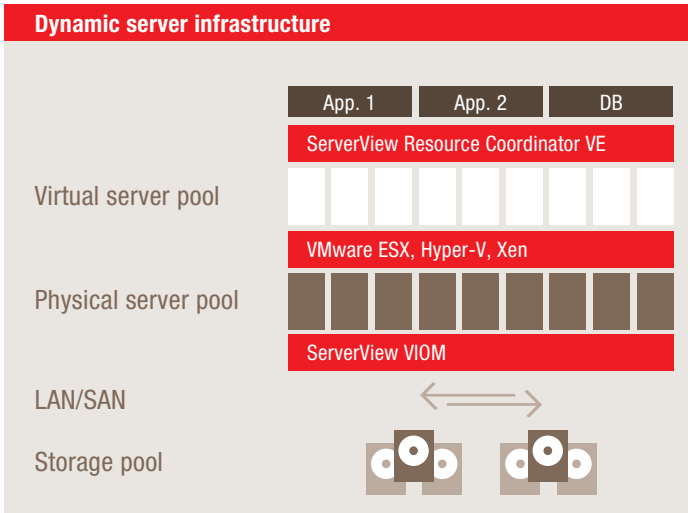 Dynamic server infrastructure
App. 1 App. 2 DB
ServerView Resource Coordinator VE
Virtual server pool
VMware ESX, Hyper-V, Xen
Physical server pool
ServerView VIOM
LAN/SAN
Storage pool